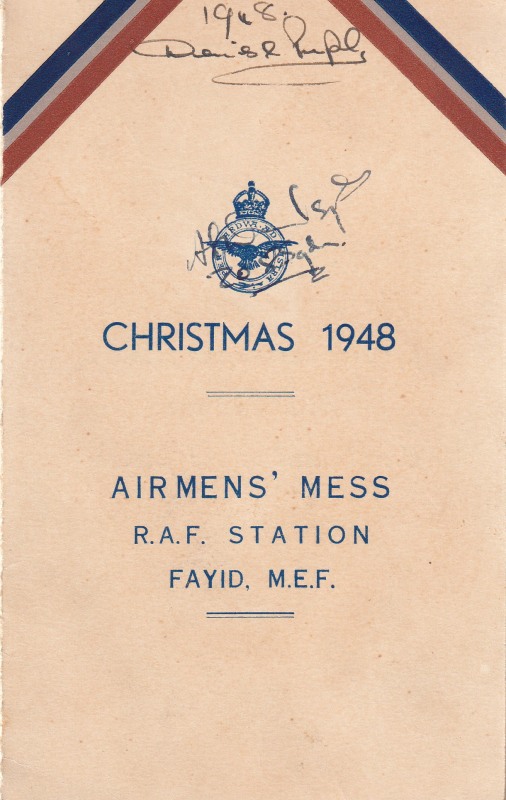 1948.
CHRISTMAS 1948
AIRMENS' MESS
R.A.F. STATION
FAYID, M.E.F.